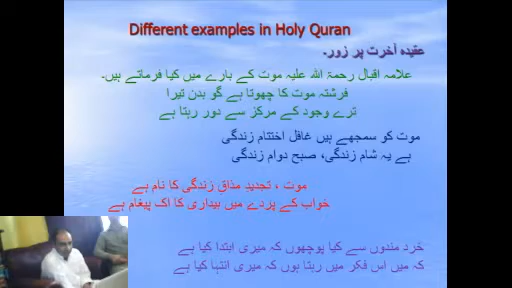 Different examples in Holy Quran
عقیدہ آخرت پر زور۔
علامہ اقبال رحمۃ اللہ علیہ موت کے بارے میں کیا فرماتے ہیں۔
فرشتہ موت کا چھوتا ہے گو بدن تیرا
ترے وجود کے مرکز سے دور رہتا ہے
موت کو سمجھے ہیں غافل اختتام زندگی
ہے یہ شام زندگی، صبح دوام زندگی
موت ، تجدید مذاق زندگی کا نام ہے
خواب کے پردے میں بیداری کا اک پیغام ہے
خرد مندوں سے کیا پوچھوں کہ میری ابتدا کیا ہے
کہ میں اس فکر میں رہتا ہوں کہ میری انتہا کیا ہے